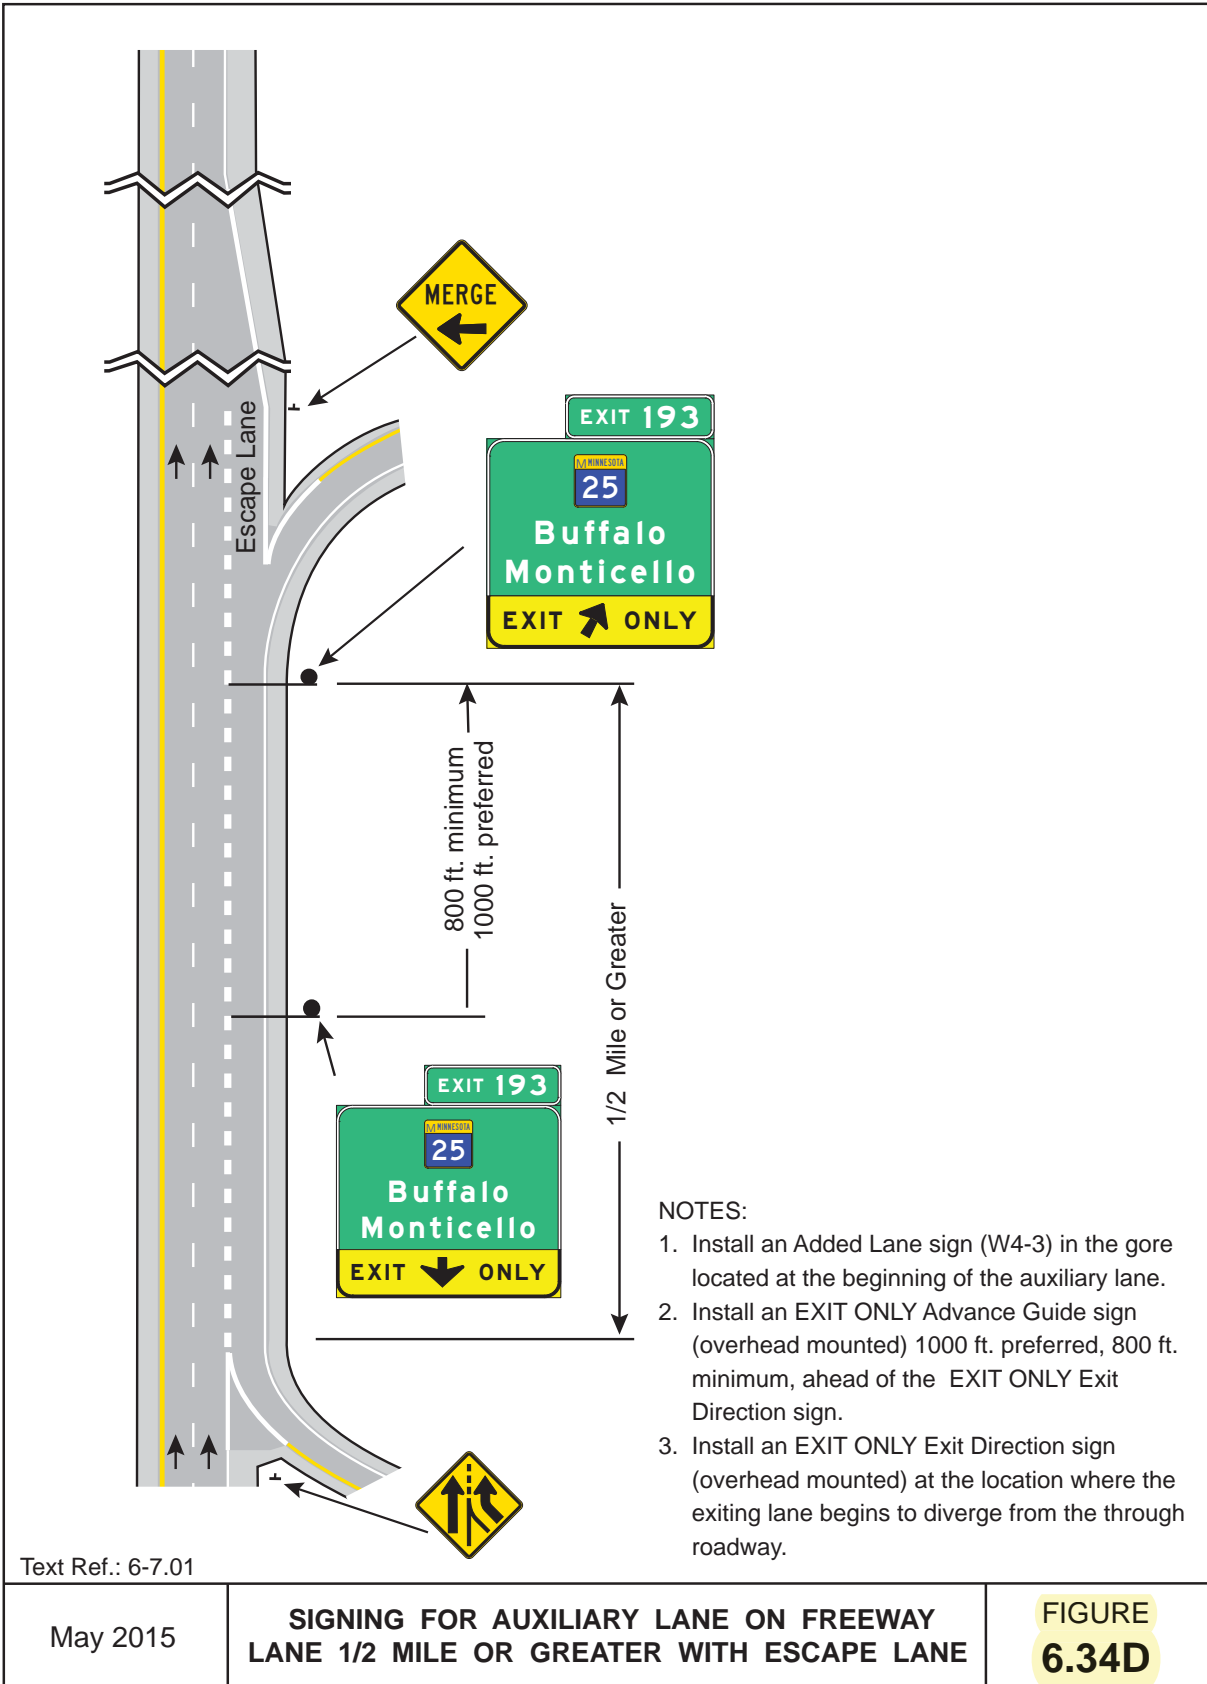 MERGE
Escape Lane
EXIT 193
MINNESOTA
25
Buffalo
Monticello
EXIT ONLY
800 ft. minimum
1000 ft. preferred
1/2 Mile or Greater
EXIT 193
MINNESOTA
25
Buffalo
Monticello
EXIT ONLY
NOTES:
1. Install an Added Lane sign (W4-3) in the gore
located at the beginning of the auxiliary lane.
2. Install an EXIT ONLY Advance Guide sign
(overhead mounted) 1000 ft. preferred, 800 ft.
minimum, ahead of the EXIT ONLY Exit
Direction sign.
3. Install an EXIT ONLY Exit Direction sign
(overhead mounted) at the location where the
exiting lane begins to diverge from the through
roadway.
Text Ref.: 6-7.01
May 2015
SIGNING FOR AUXILIARY LANE ON FREEWAY
LANE 1/2 MILE OR GREATER WITH ESCAPE LANE
FIGURE
6.34D